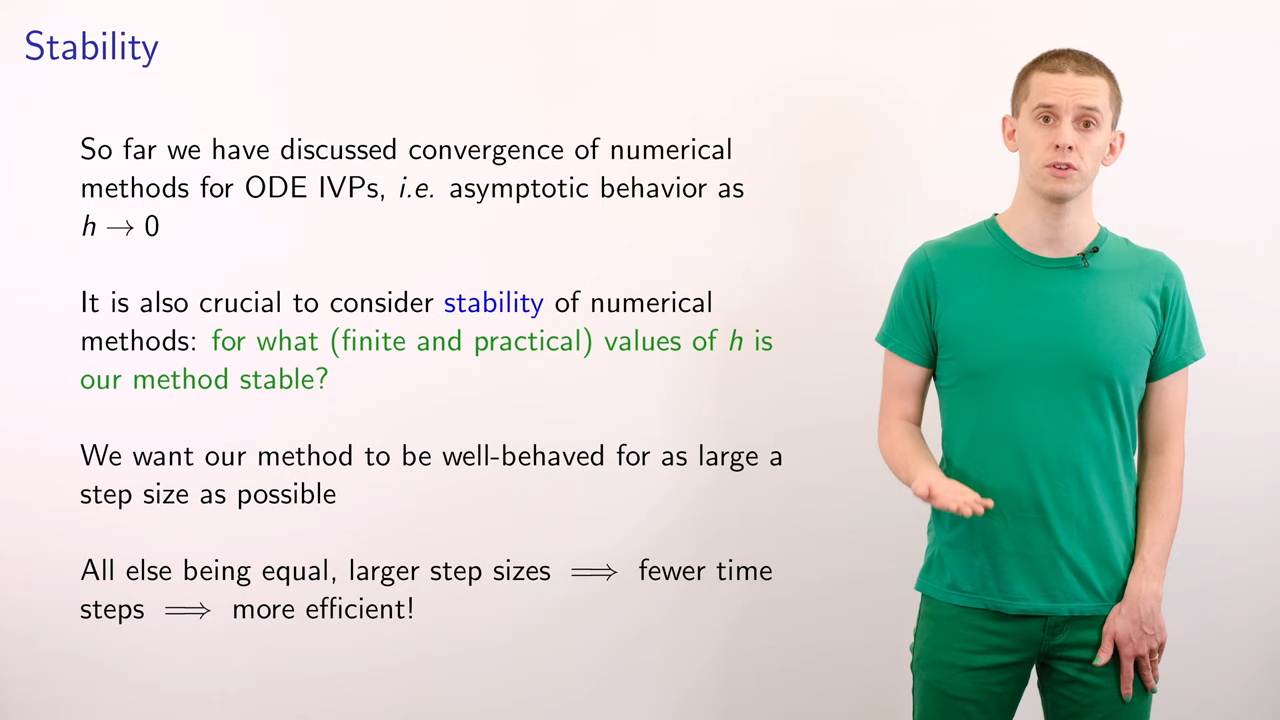 Stability
So far we have discussed convergence of numerical
methods for ODE IVPs, i.e. asymptotic behavior as
h → 0
It is also crucial to consider stability of numerical
methods: for what (finite and practical) values of h is
our method stable?
We want our method to be well-behaved for as large a
step size as possible
All else being equal, larger step sizes ⟹ fewer time
steps ⟹ more efficient!